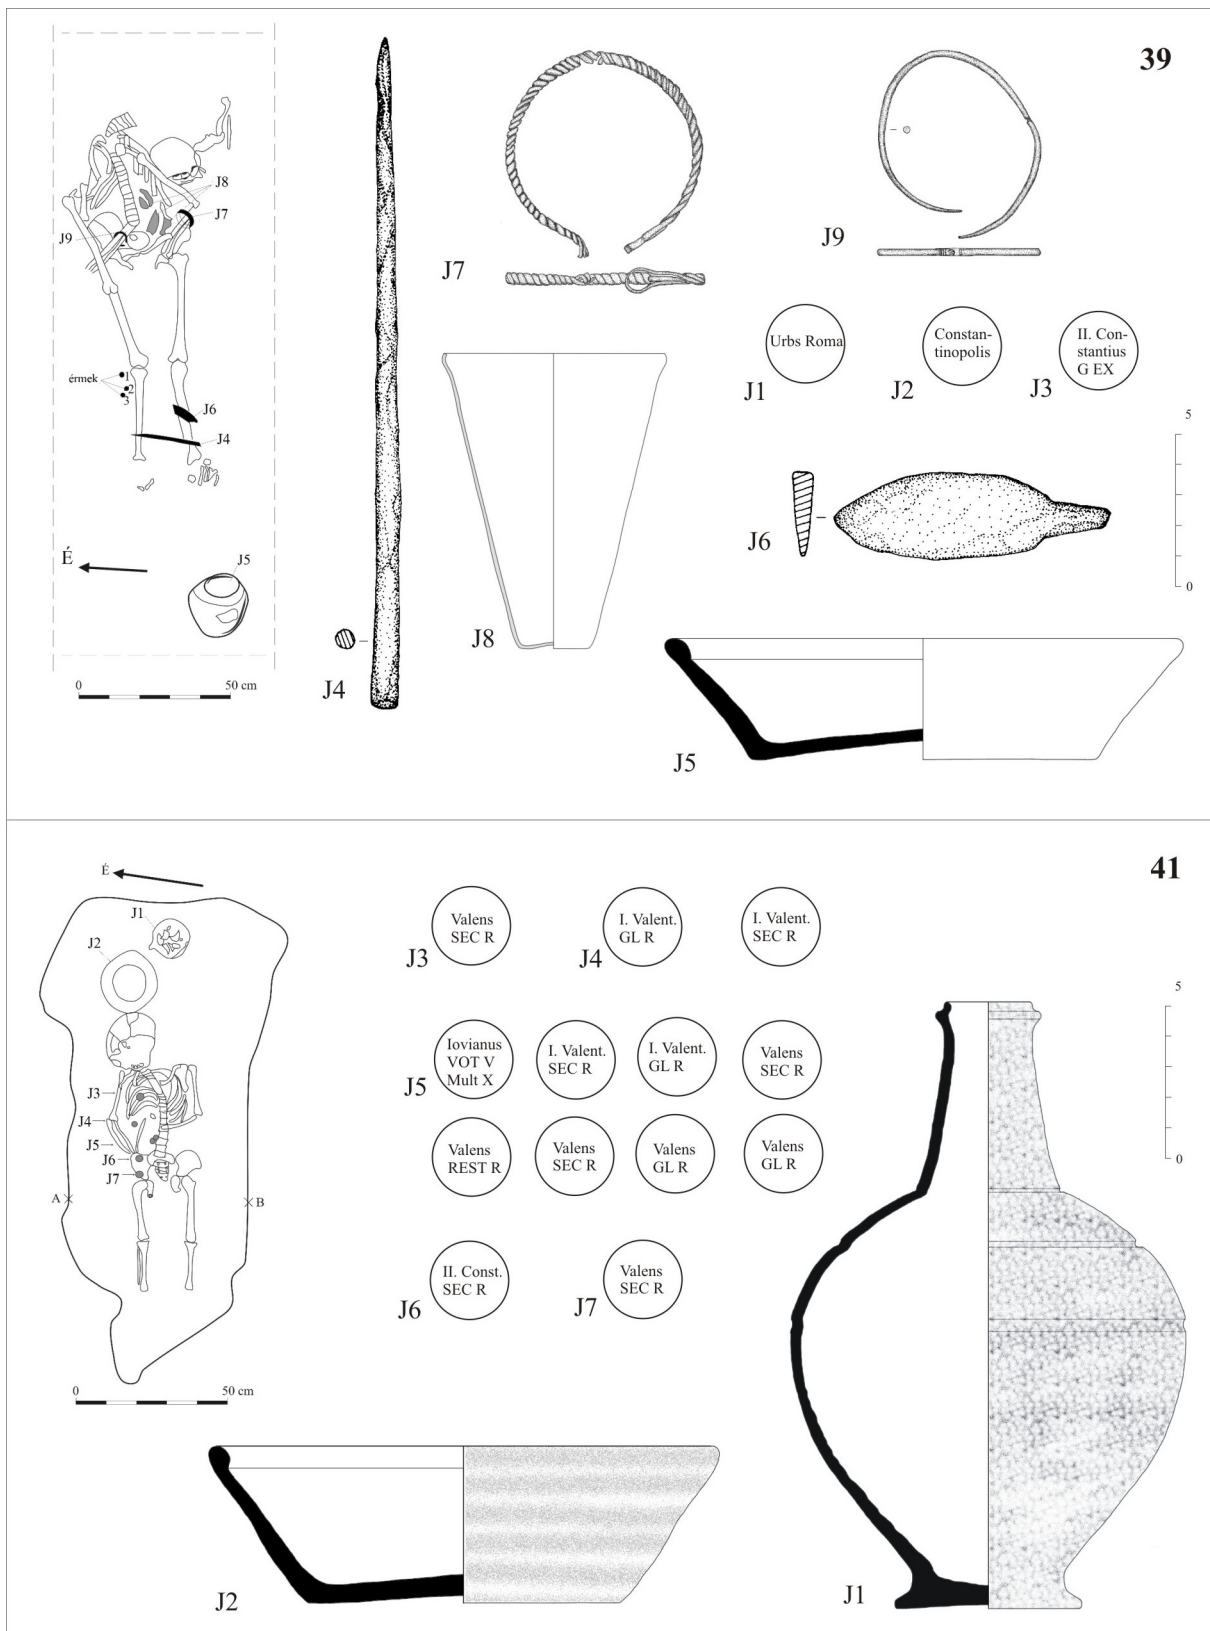 39
J8
J7
J9
érmek
1
2
3
J6
J4
É
J5
0
50 cm
J4
J7
J9
Urbs Roma
J1
Constan-
tinopolis
J2
II. Con-
stantius
G EX
J3
J8
J6
5
0
J5
41
É
J1
J2
J3
J4
J5
J6
J7
A
B
0
50 cm
Valens
SEC R
J3
I. Valent.
GL R
J4
I. Valent.
SEC R
Iovianus
VOT V
Mult X
J5
I. Valent.
SEC R
I. Valent.
GL R
Valens
SEC R
Valens
REST R
Valens
SEC R
Valens
GL R
Valens
GL R
II. Const.
SEC R
J6
Valens
SEC R
J7
5
0
J2
J1